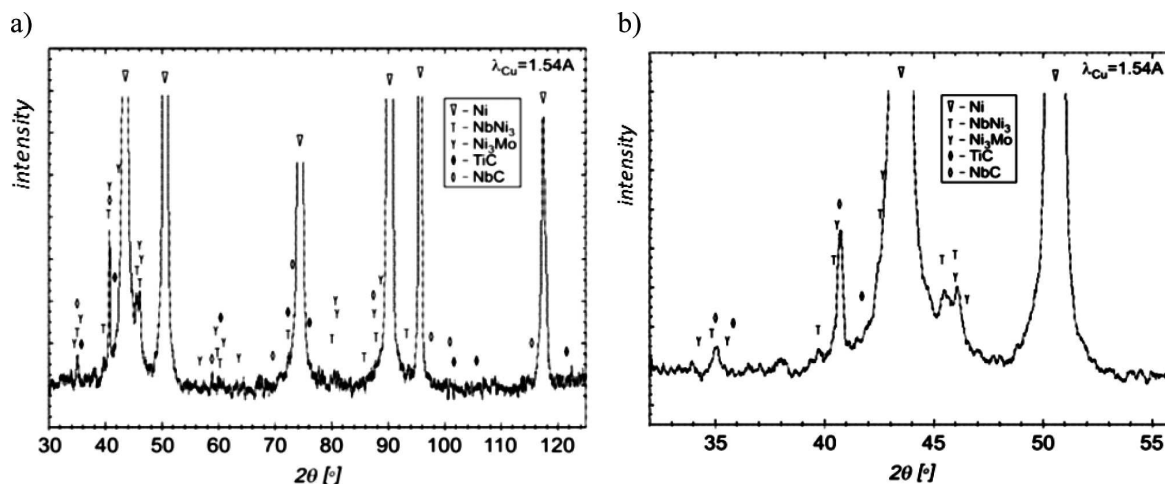 a)
b)
intensity
λCu=1.54A
- Ni
- NbNi3
- Ni3Mo
- TiC
- NbC
30 40 50 60 70 80 90 100 110 120
2θ [o]
intensity
λCu=1.54A
- Ni
- NbNi3
- Ni3Mo
- TiC
- NbC
35 40 45 50 55
2θ [o]